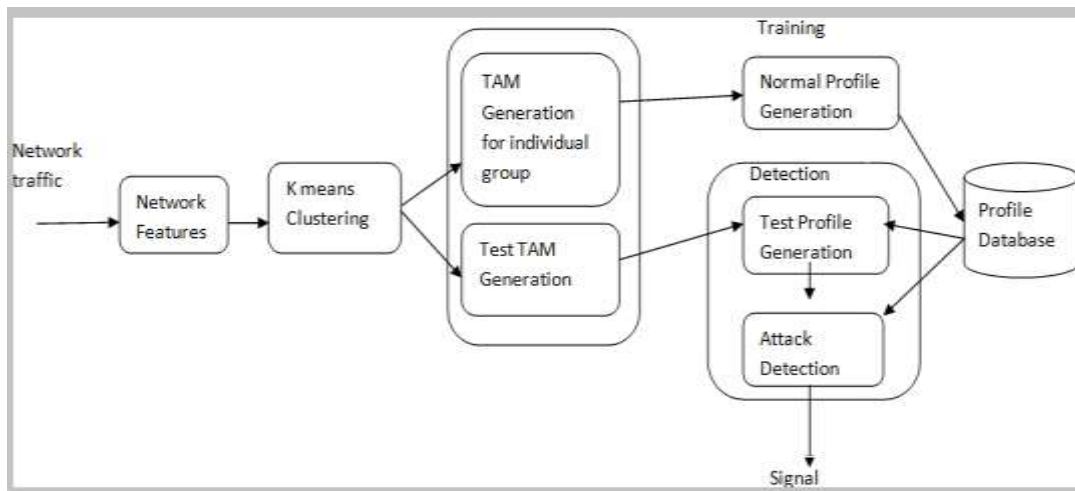 Network
traffic
Network
Features
K means
Clustering
TAM
Generation
for individual
group
Test TAM
Generation
Training
Normal Profile
Generation
Detection
Test Profile
Generation
Attack
Detection
Profile
Database
Signal